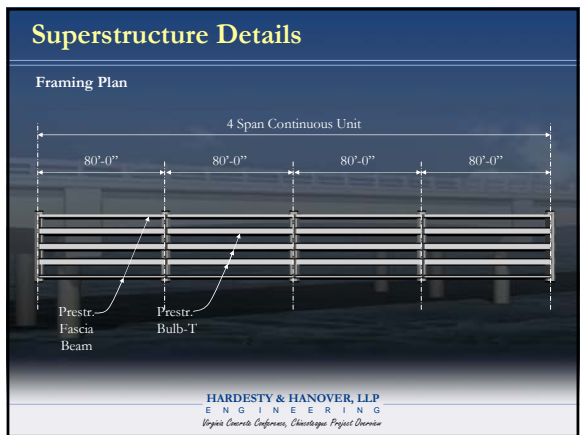 Superstructure Details
Framing Plan
4 Span Continuous Unit
80’-0” 80’-0” 80’-0” 80’-0”
Prestr.
Fascia
Beam
Prestr.
Bulb-T
HARDESTY & HANOVER, LLP
E N G I N E E R I N G
Virginia Concrete Conference, Chincoteague Project Overview